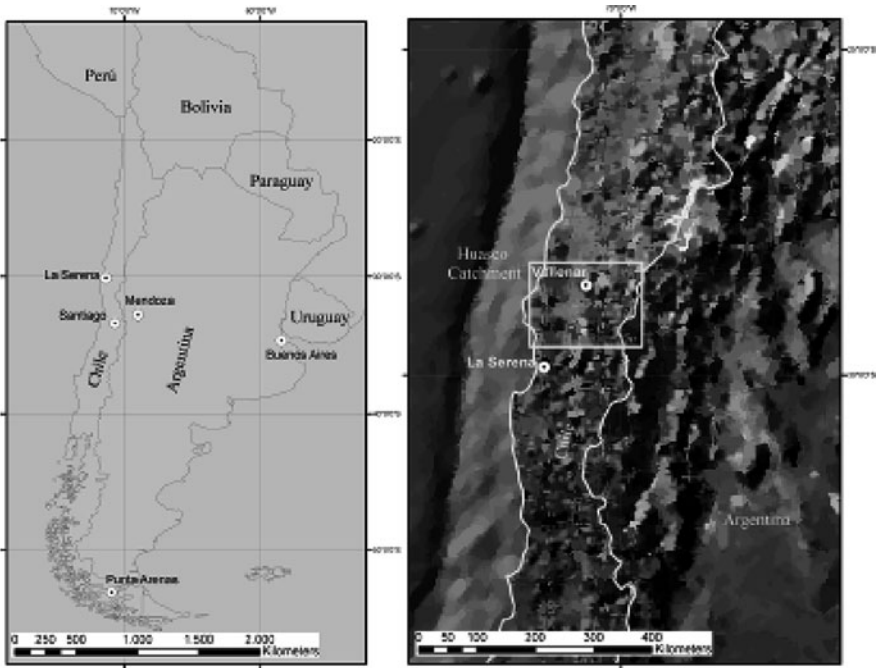 Perú
Bolivia
Paraguay
La Serena
Mendoza
Santiago
Uruguay
Buenos Aires
Chile
Argentina
Punta Arenas
0 250 500 1.000 1.500 2.000
Kilometers
Huasco
Catchment
Vallenar
La Serena
Chile
Argentina
0 50 100 200 300 400
Kilometers